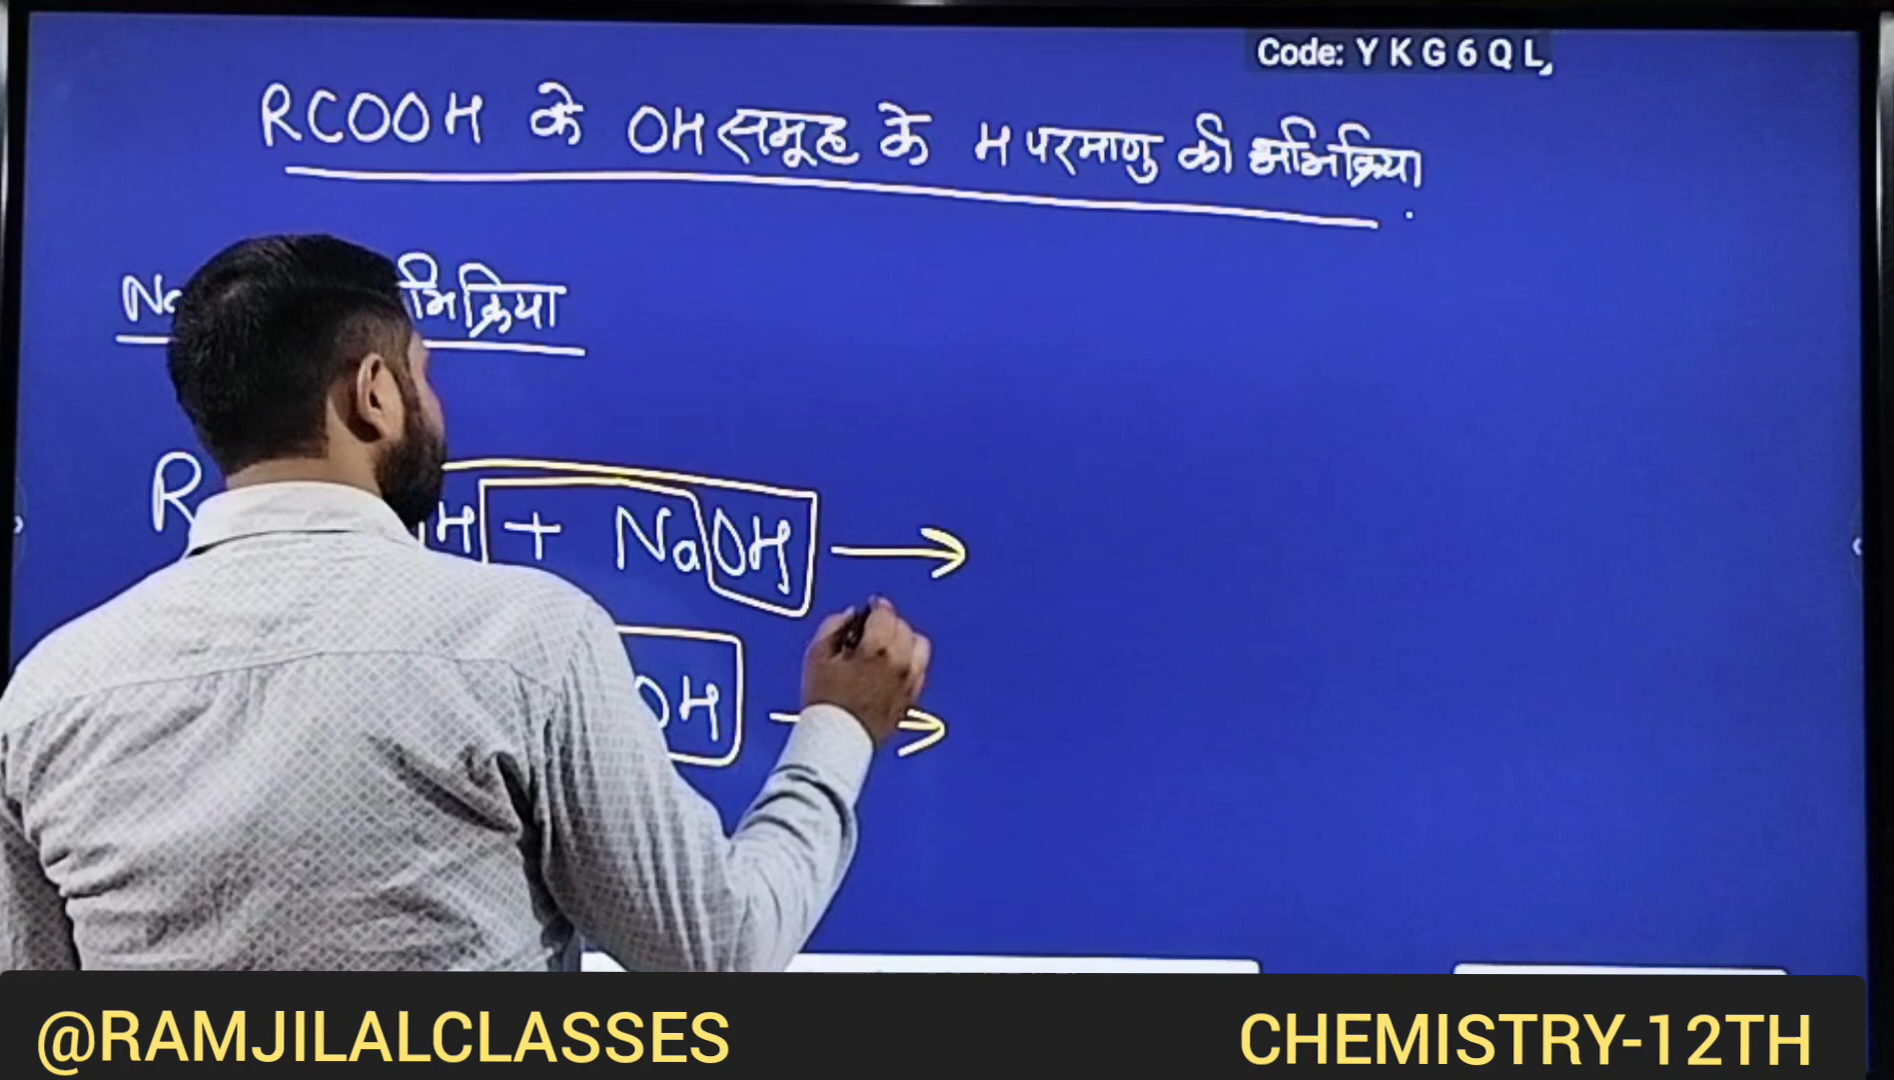 Code: Y K G 6 Q L
RCOOH के OH समूह के H परमाणु की अभिक्रिया
R H + NaOH →
OH →
@RAMJILALCLASSES
CHEMISTRY-12TH